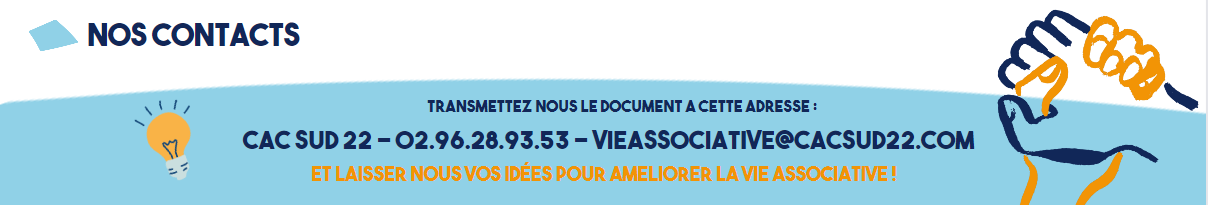 NOS CONTACTS
TRANSMETTEZ NOUS LE DOCUMENT A CETTE ADRESSE :
CAC SUD 22 – 02.96.28.93.53 – VIEASSOCIATIVE@CACSUD22.COM
ET LAISSER NOUS VOS IDÉES POUR AMELIORER LA VIE ASSOCIATIVE !